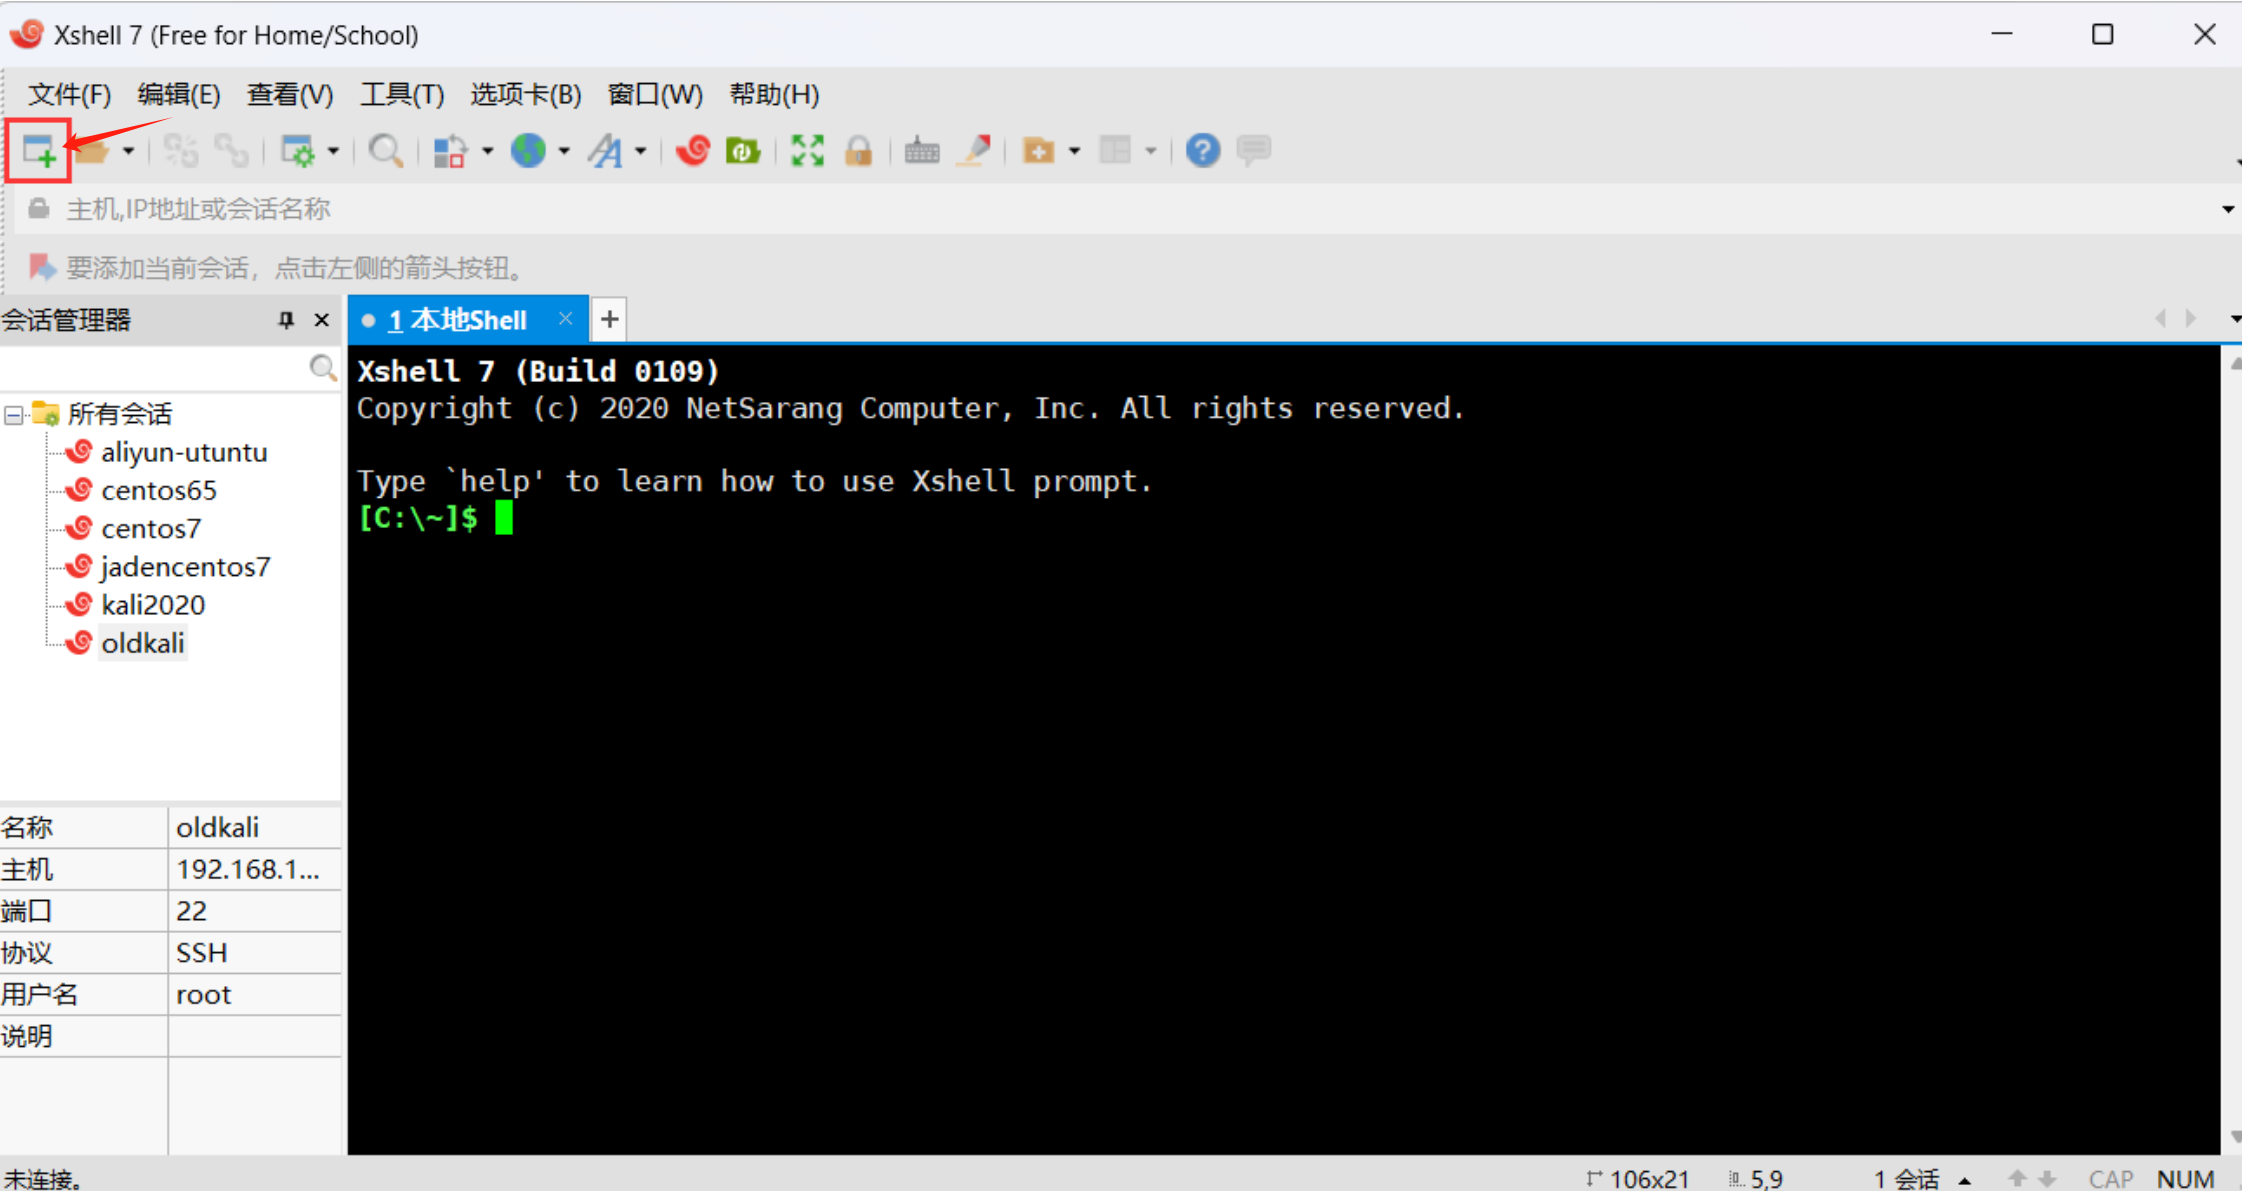 Xshell 7 (Free for Home/School)
文件(F) 编辑(E) 查看(V) 工具(T) 选项卡(B) 窗口(W) 帮助(H)
主机,IP地址或会话名称
要添加当前会话，点击左侧的箭头按钮。
会话管理器
1 本地Shell
所有会话
aliyun-utuntu
centos65
centos7
jadencentos7
kali2020
oldkali
Xshell 7 (Build 0109)
Copyright (c) 2020 NetSarang Computer, Inc. All rights reserved.
Type `help' to learn how to use Xshell prompt.
[C:\~]$
名称 oldkali
主机 192.168.1...
端口 22
协议 SSH
用户名 root
说明
未连接。 106x21 5,9 1 会话 CAP NUM